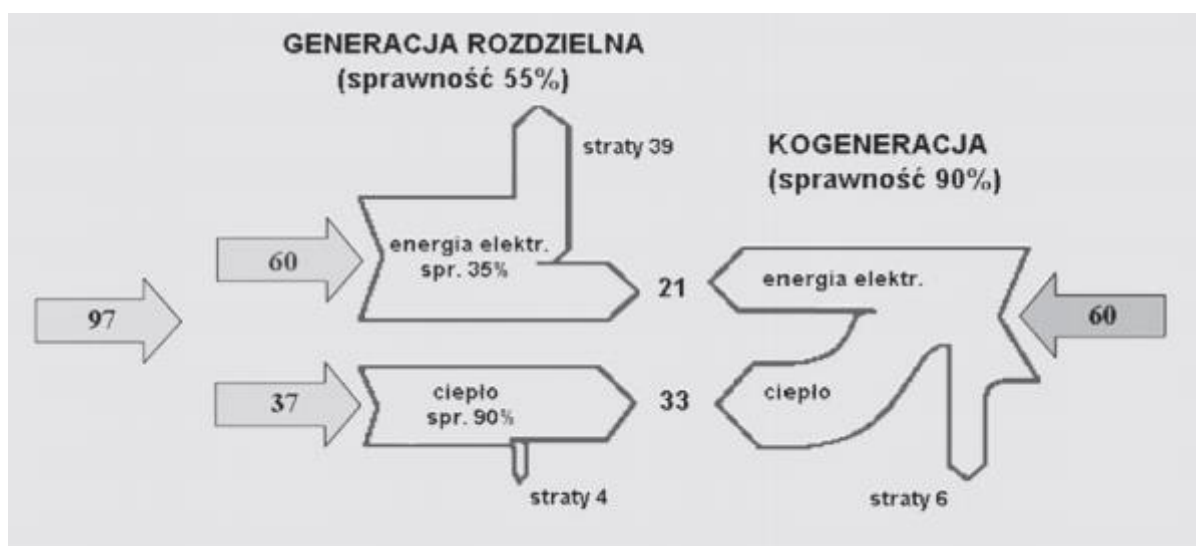 GENERACJA ROZDZIELNA
(sprawność 55%)
straty 39
KOGENERACJA
(sprawność 90%)
energia elektr.
spr. 35%
60
21
energia elektr.
97
60
37
ciepło
spr. 90%
33
ciepło
straty 4
straty 6